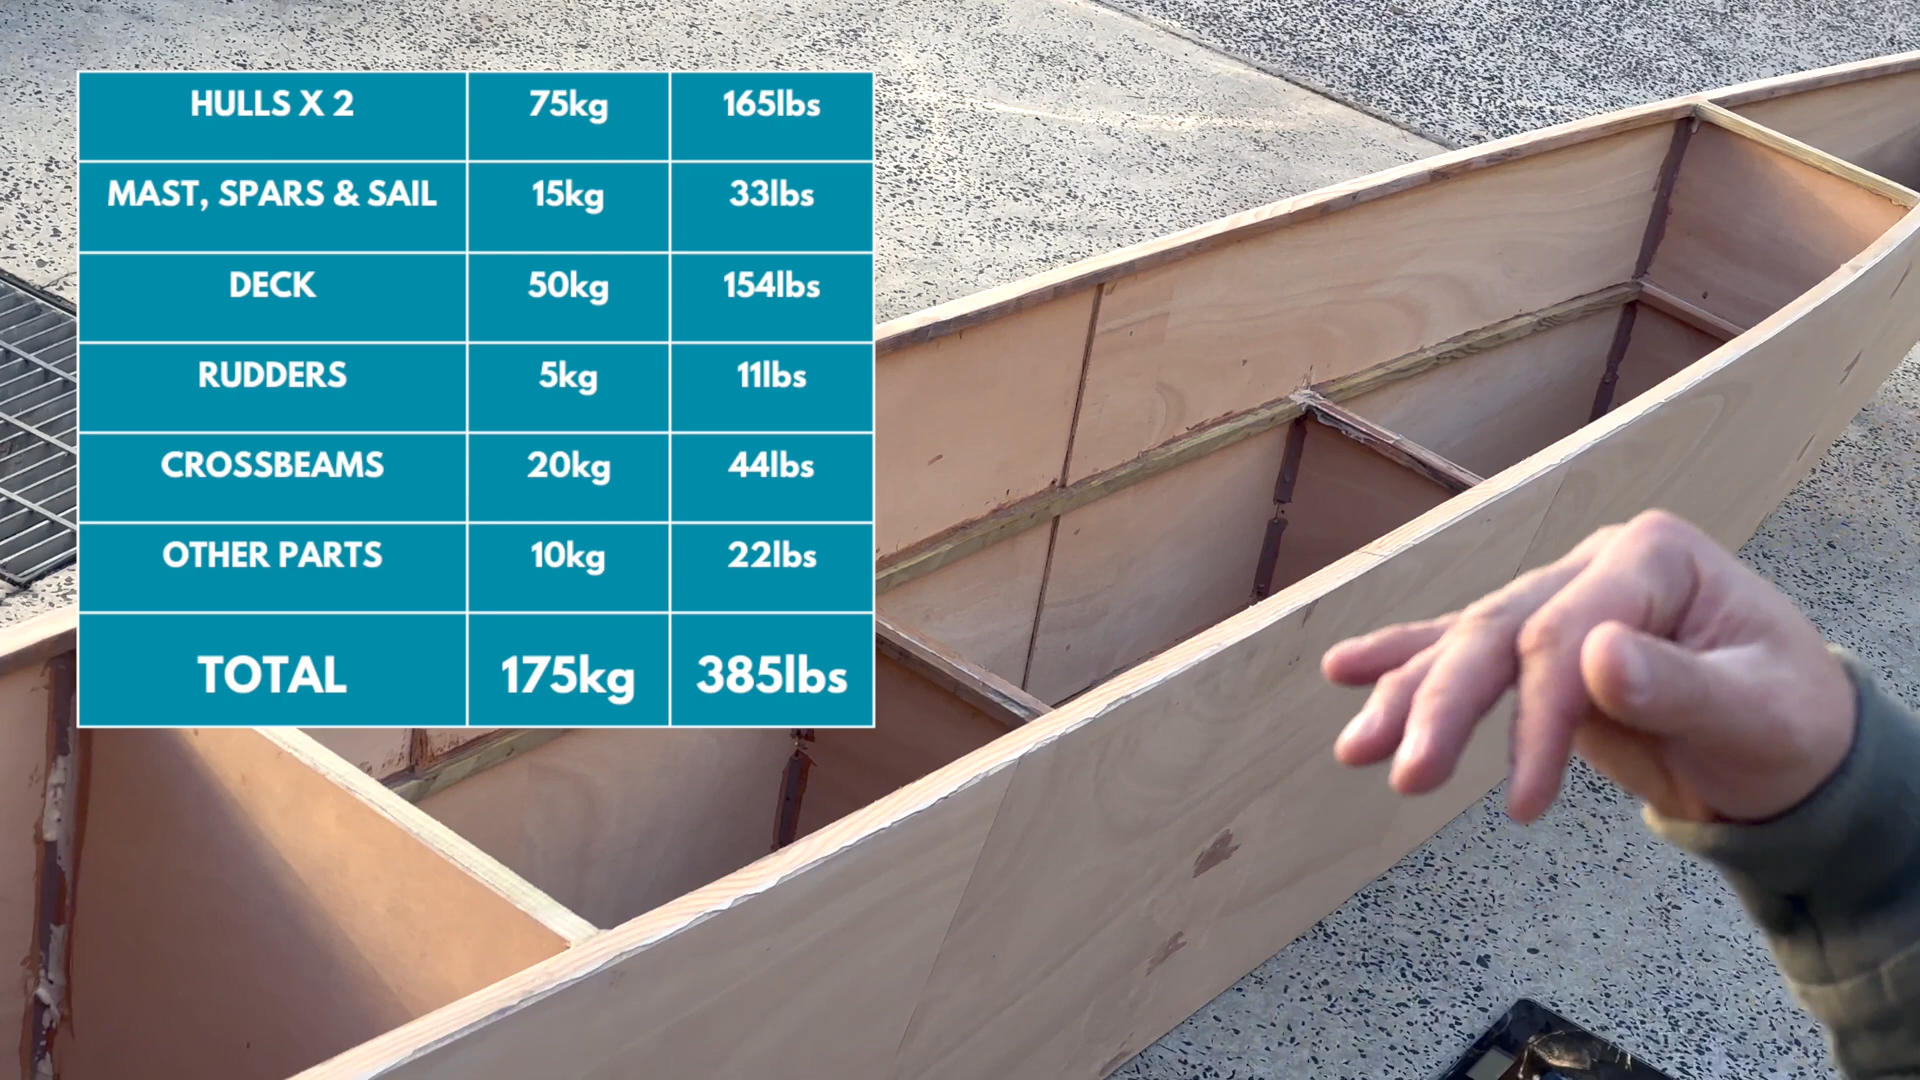 HULLS X 2 75kg 165lbs
MAST, SPARS & SAIL 15kg 33lbs
DECK 50kg 154lbs
RUDDERS 5kg 11lbs
CROSSBEAMS 20kg 44lbs
OTHER PARTS 10kg 22lbs
TOTAL 175kg 385lbs